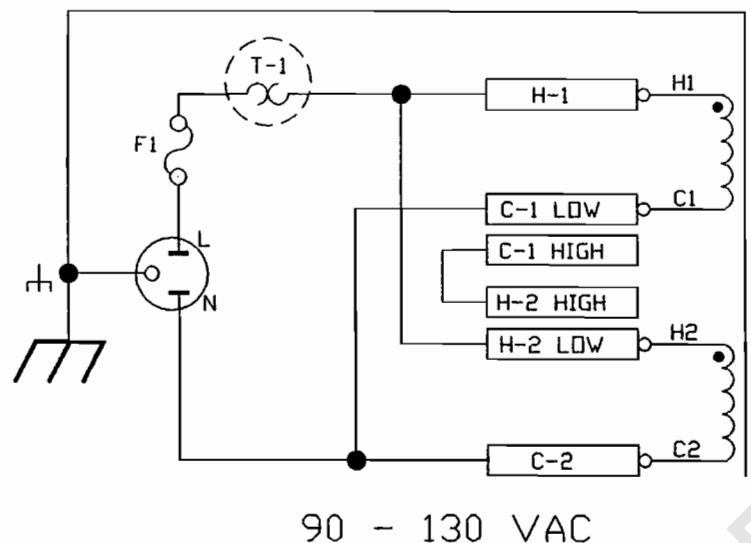 T-1
H-1
H1
F1
C-1 LOW
C1
L
C-1 HIGH
N
H-2 HIGH
H-2 LOW
H2
C-2
C2
90 - 130 VAC